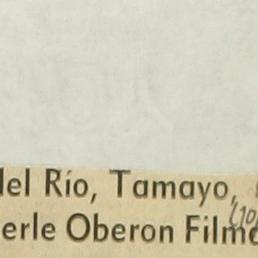 del Río, Tamayo,
erle Oberon Film